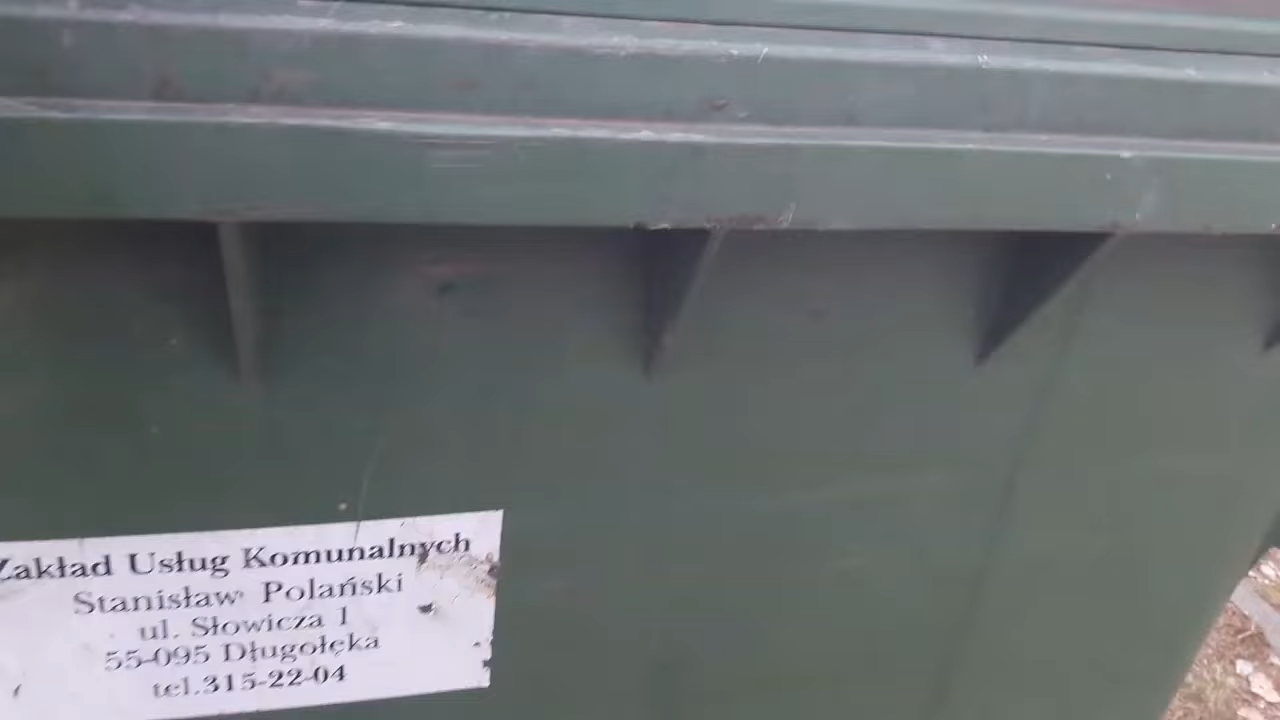 Zakład Usług Komunalnych
Stanisław Polański
ul. Słowicza 1
55-095 Długołęka
tel.315-22-04